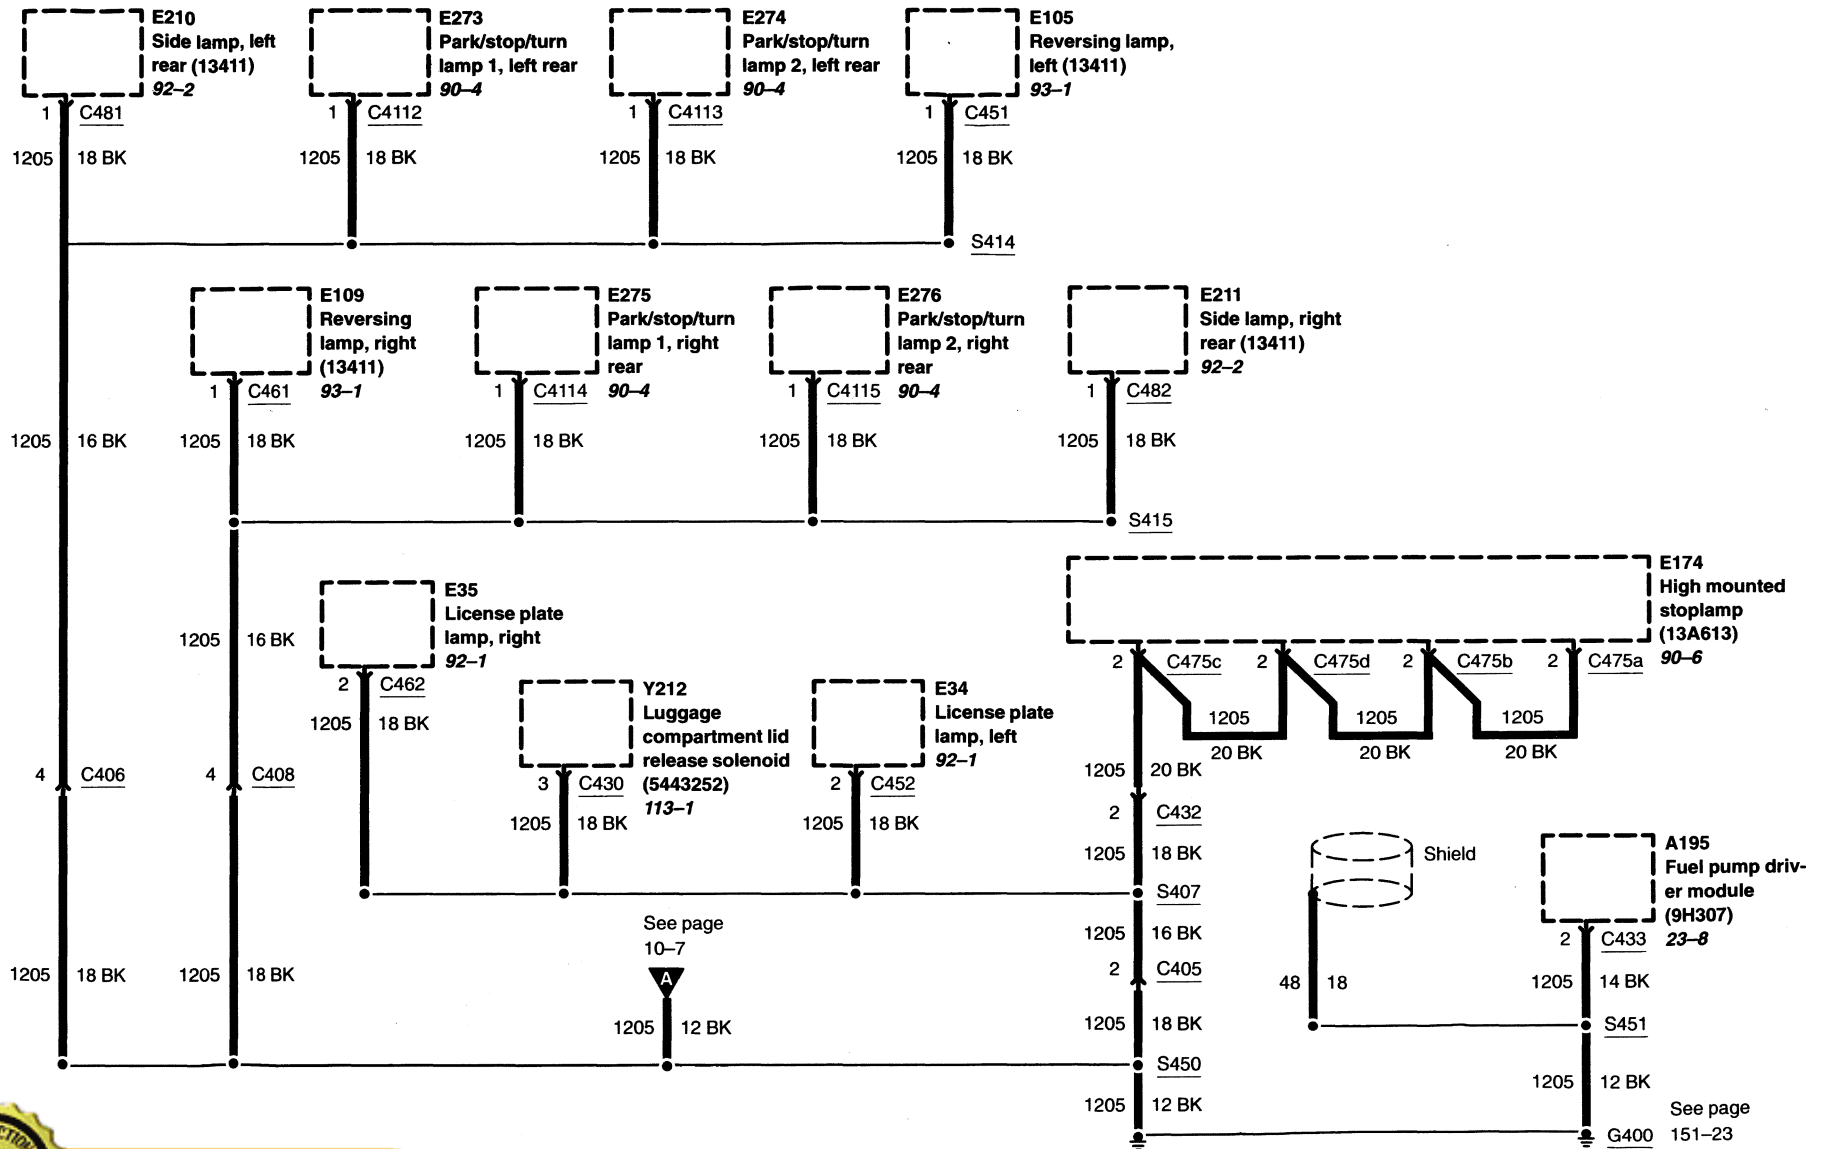 E210
Side lamp, left
rear (13411)
92–2
E273
Park/stop/turn
lamp 1, left rear
90–4
E274
Park/stop/turn
lamp 2, left rear
90–4
E105
Reversing lamp,
left (13411)
93–1
1 C481
1 C4112
1 C4113
1 C451
1205 18 BK
1205 18 BK
1205 18 BK
1205 18 BK
S414
E109
Reversing
lamp, right
(13411)
93–1
E275
Park/stop/turn
lamp 1, right
rear
90–4
E276
Park/stop/turn
lamp 2, right
rear
90–4
E211
Side lamp, right
rear (13411)
92–2
1 C461
1 C4114
1 C4115
1 C482
1205 16 BK
1205 18 BK
1205 18 BK
1205 18 BK
1205 18 BK
S415
E174
High mounted
stoplamp
(13A613)
90–6
E35
License plate
lamp, right
92–1
1205 16 BK
2 C475c
2 C475d
2 C475b
2 C475a
2 C462
1205 18 BK
Y212
Luggage
compartment lid
release solenoid
(5443252)
113–1
E34
License plate
lamp, left
92–1
1205
20 BK
1205
20 BK
1205
20 BK
4 C406
4 C408
3 C430
2 C452
1205 20 BK
2 C432
1205 18 BK
1205 18 BK
1205 18 BK
Shield
A195
Fuel pump driv-
er module
(9H307)
23–8
S407
See page
10–7
A
1205 16 BK
2 C405
2 C433
1205 18 BK
1205 18 BK
48 18
1205 14 BK
1205 12 BK
1205 18 BK
S451
S450
1205 12 BK
1205 12 BK
See page
151–23
G400
CTION